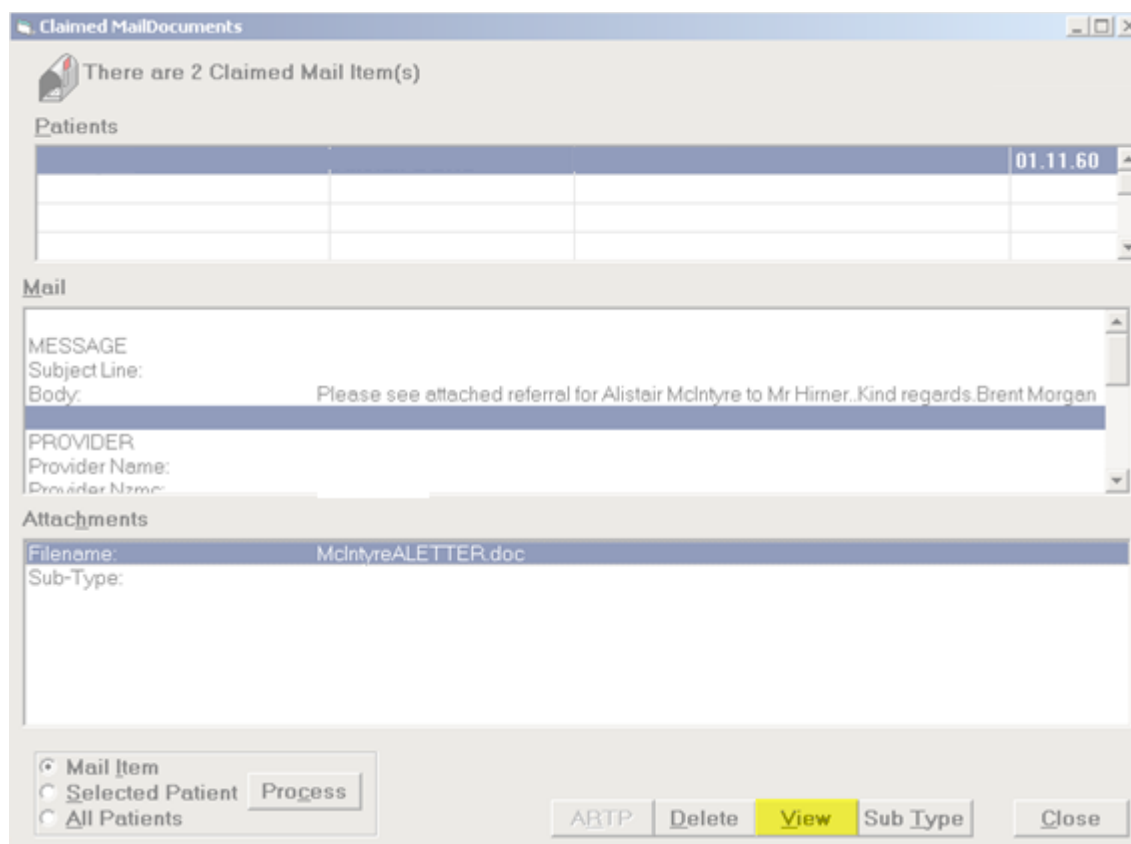 Claimed MailDocuments
There are 2 Claimed Mail Item(s)
Patients
01.11.60
Mail
MESSAGE
Subject Line:
Body: Please see attached referral for Alistair McIntyre to Mr Himer..Kind regards.Brent Morgan
PROVIDER
Provider Name:
Provider Nzmc:
Attachments
Filename: McIntyreALETTER.doc
Sub-Type:
Mail Item
Selected Patient Process
All Patients
ARTP Delete View Sub Type Close